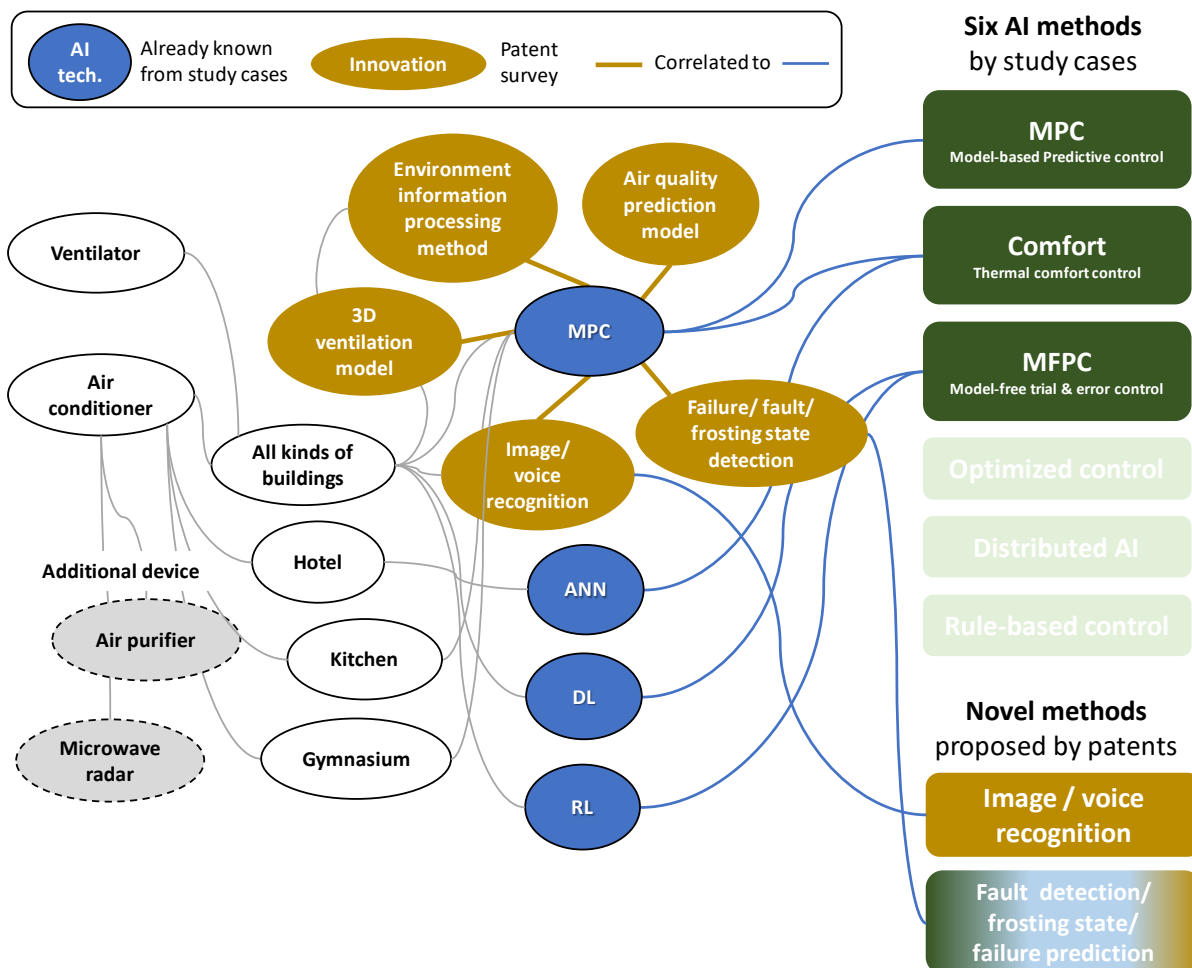 AI
tech.
Already known
from study cases
Innovation
Patent
survey
Correlated to
Six AI methods
by study cases
MPC
Model-based Predictive control
Comfort
Thermal comfort control
MFPC
Model-free trial & error control
Optimized control
Distributed AI
Rule-based control
Novel methods
proposed by patents
Image / voice
recognition
Fault detection/
frosting state/
failure prediction
Environment
information
processing
method
Air quality
prediction
model
3D
ventilation
model
MPC
Image/
voice
recognition
Failure/ fault/
frosting state
detection
Ventilator
Air
conditioner
All kinds of
buildings
Hotel
Additional device
Air purifier
Kitchen
Microwave
radar
Gymnasium
ANN
DL
RL